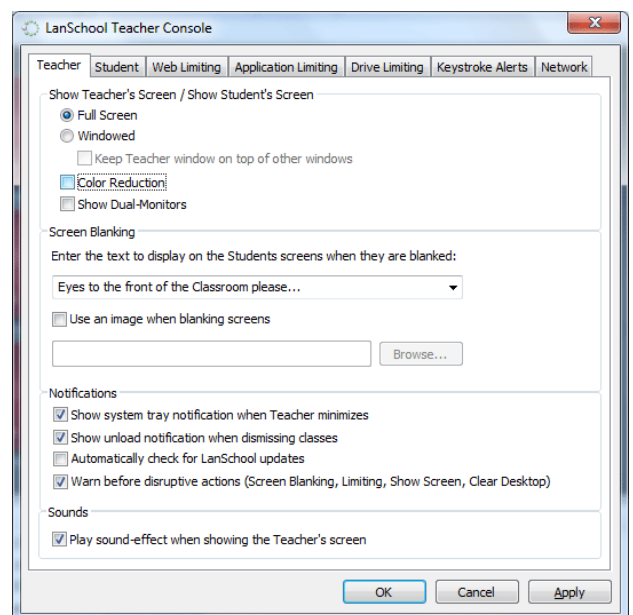 LanSchool Teacher Console
Teacher Student Web Limiting Application Limiting Drive Limiting Keystroke Alerts Network
Show Teacher's Screen / Show Student's Screen
Full Screen
Windowed
Keep Teacher window on top of other windows
Color Reduction
Show Dual-Monitors
Screen Blanking
Enter the text to display on the Students screens when they are blanked:
Eyes to the front of the Classroom please...
Use an image when blanking screens
Browse...
Notifications
Show system tray notification when Teacher minimizes
Show unload notification when dismissing classes
Automatically check for LanSchool updates
Warn before disruptive actions (Screen Blanking, Limiting, Show Screen, Clear Desktop)
Sounds
Play sound-effect when showing the Teacher's screen
OK Cancel Apply